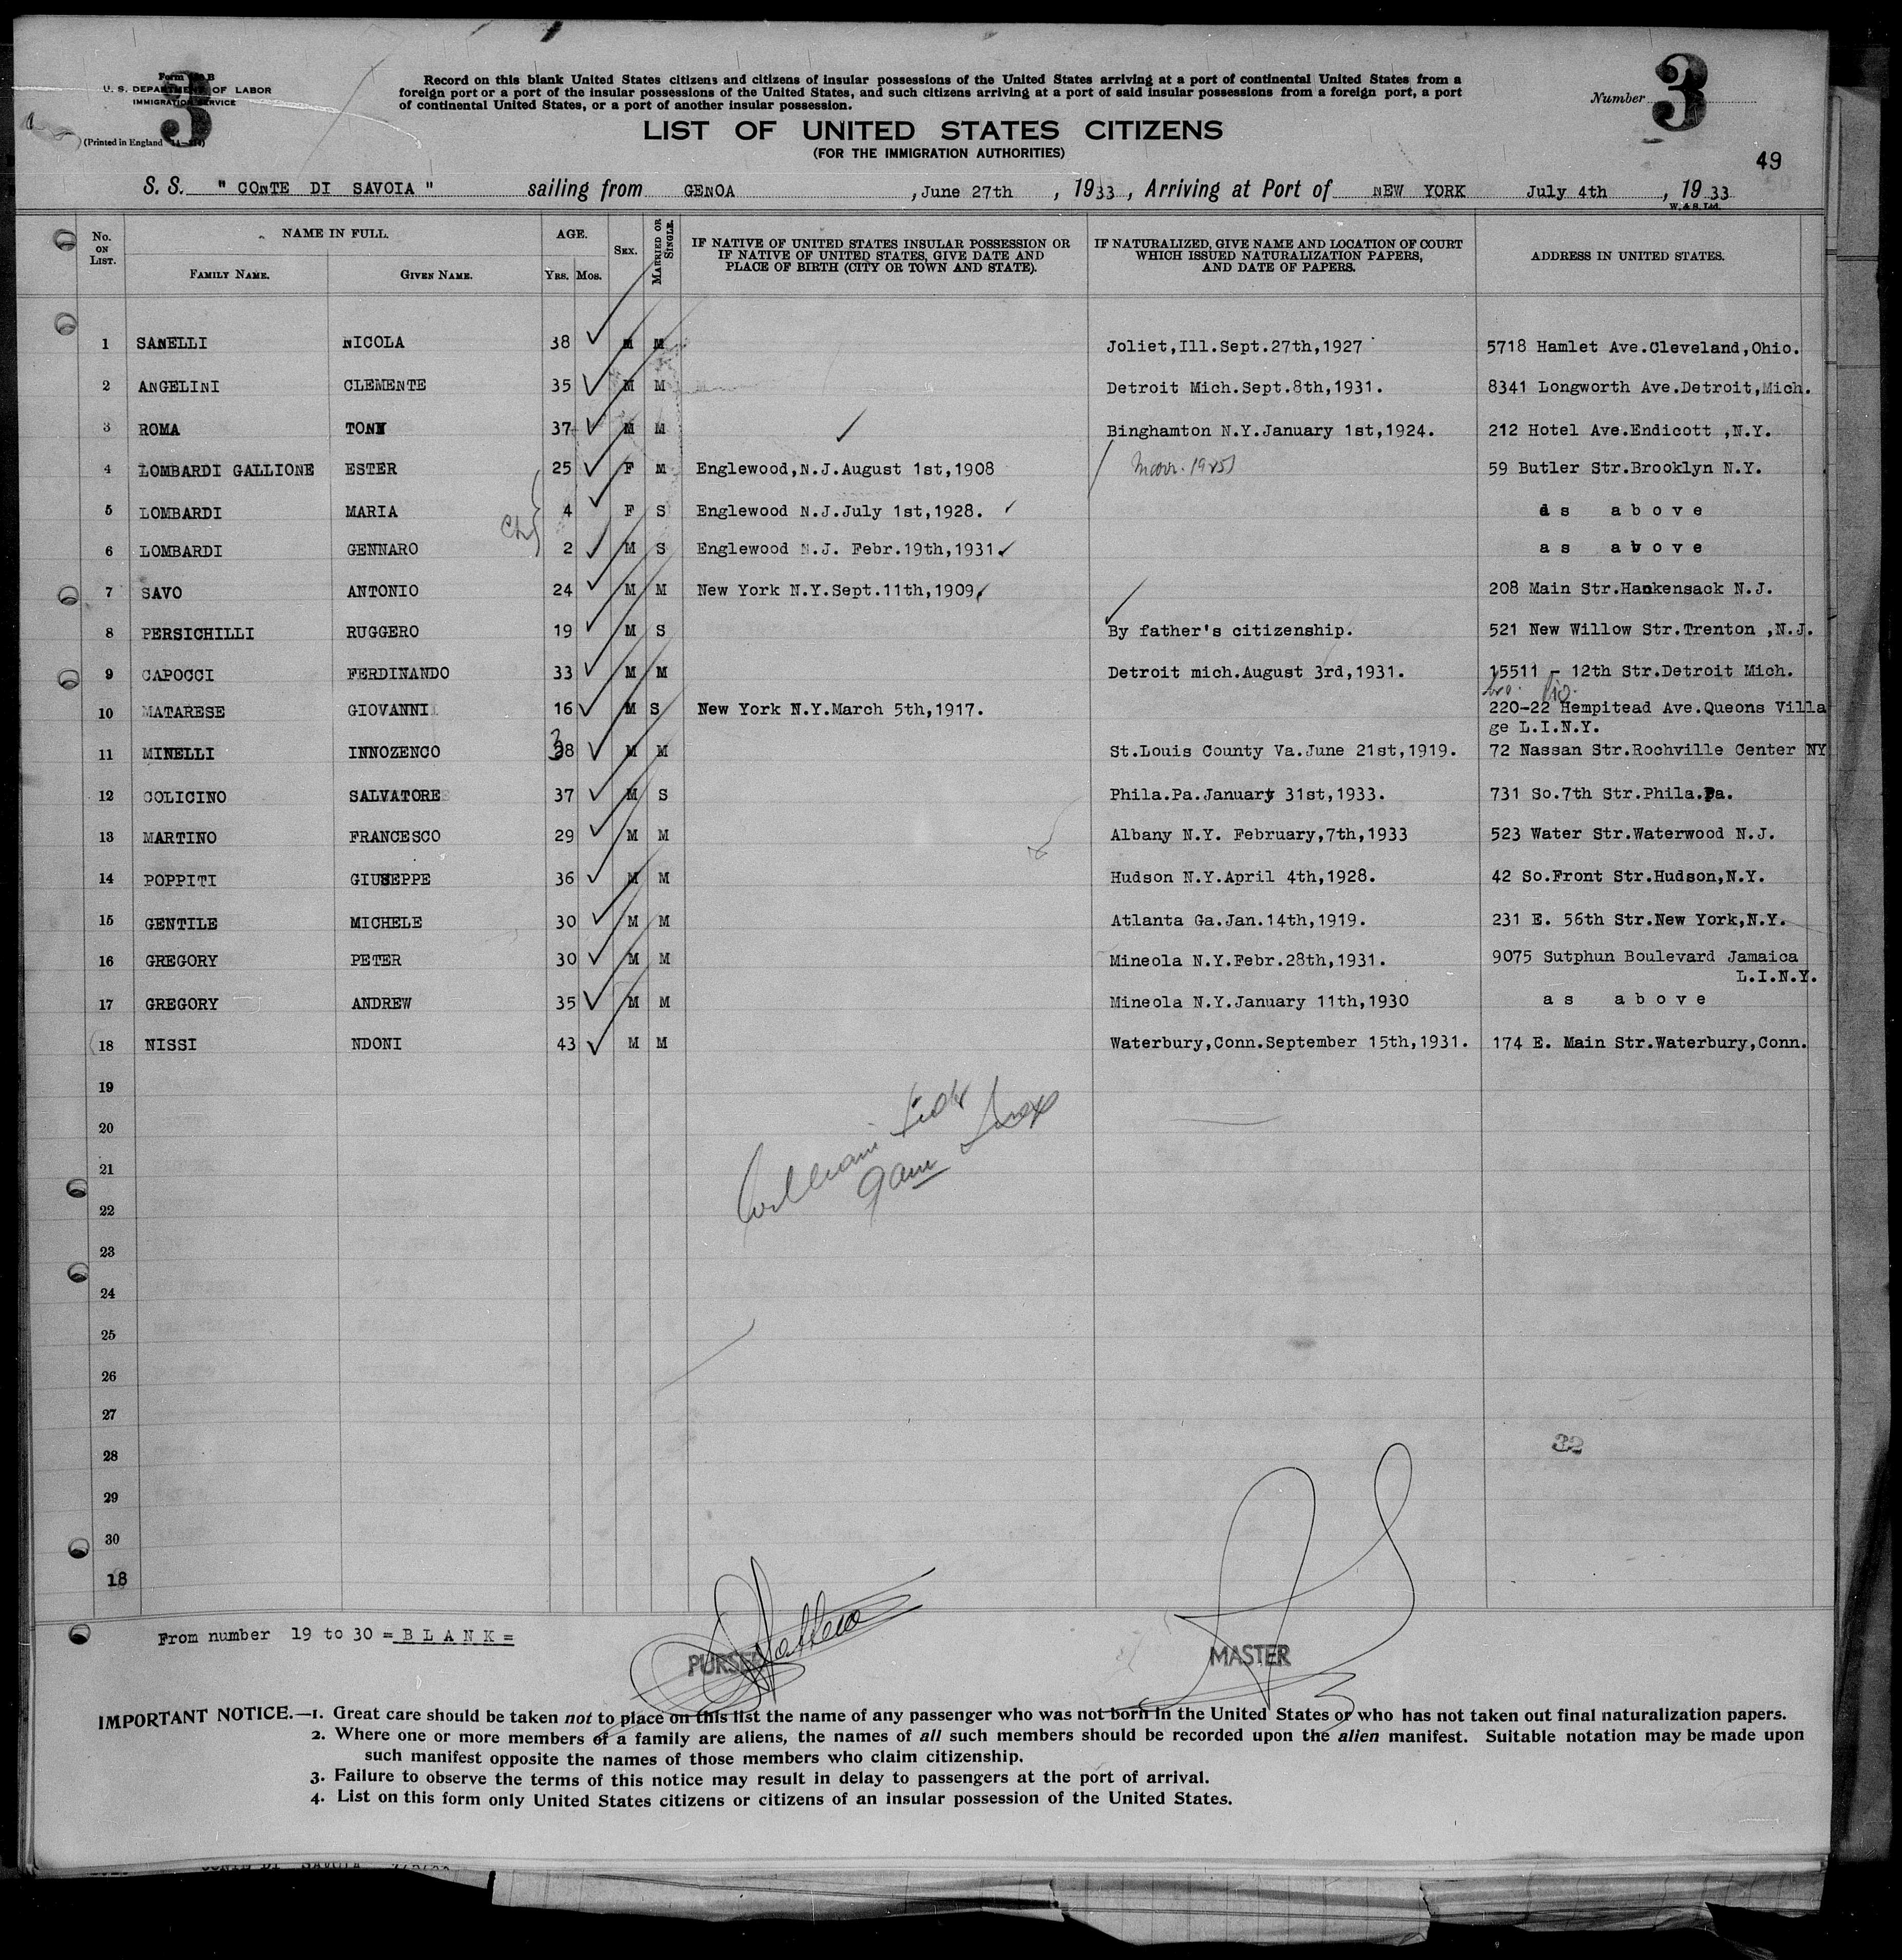 Form B
U. S. DEPARTMENT OF LABOR
IMMIGRATION SERVICE
(Printed in England
3
Record on this blank United States citizens and citizens of insular possessions of the United States arriving at a port of continental United States from a
foreign port or a port of the insular possessions of the United States, and such citizens arriving at a port of said insular possessions from a foreign port, a port
of continental United States, or a port of another insular possession.
LIST OF UNITED STATES CITIZENS
(FOR THE IMMIGRATION AUTHORITIES)
Number 3
49
S. S. " CONTE DI SAVOIA " sailing from GENOA , June 27th , 1933 , Arriving at Port of NEW YORK July 4th , 1933
W. & S. Ltd.
No. ON LIST. NAME IN FULL. FAMILY NAME. GIVEN NAME. AGE. YRS. MOS. SEX. MARRIED OR SINGLE. IF NATIVE OF UNITED STATES INSULAR POSSESSION OR IF NATIVE OF UNITED STATES, GIVE DATE AND PLACE OF BIRTH (CITY OR TOWN AND STATE). IF NATURALIZED, GIVE NAME AND LOCATION OF COURT WHICH ISSUED NATURALIZATION PAPERS, AND DATE OF PAPERS. ADDRESS IN UNITED STATES.
1 SANELLI NICOLA 38 M M Joliet,Ill.Sept.27th,1927 5718 Hamlet Ave.Cleveland,Ohio.
2 ANGELINI CLEMENTE 35 M M Detroit Mich.Sept.8th,1931. 8341 Longworth Ave.Detroit,Mich.
3 ROMA TONY 37 M M Binghamton N.Y.January 1st,1924. 212 Hotel Ave.Endicott ,N.Y.
4 LOMBARDI GALLIONE ESTER 25 F M Englewood,N.J.August 1st,1908 59 Butler Str.Brooklyn N.Y.
5 LOMBARDI MARIA 4 F S Englewood N.J.July 1st,1928. as above
6 LOMBARDI GENNARO 2 M S Englewood N.J. Febr.19th,1931. as above
7 SAVO ANTONIO 24 M M New York N.Y.Sept.11th,1909. 208 Main Str.Hankensack N.J.
8 PERSICHILLI RUGGERO 19 M S By father's citizenship. 521 New Willow Str.Trenton ,N.J.
9 CAPOCCI FERDINANDO 33 M M Detroit mich.August 3rd,1931. 15511 - 12th Str.Detroit Mich.
10 MATARESE GIOVANNI 16 M S New York N.Y.March 5th,1917. 220-22 Hempitead Ave.Queons Villa
ge L.I.N.Y.
11 MINELLI INNOZENCO 38 M M St.Louis County Va.June 21st,1919. 72 Nassan Str.Rochville Center NY
12 COLICINO SALVATORE 37 M S Phila.Pa.January 31st,1933. 731 So.7th Str.Phila.Pa.
13 MARTINO FRANCESCO 29 M M Albany N.Y. February,7th,1933 523 Water Str.Waterwood N.J.
14 POPPITI GIUSEPPE 36 M M Hudson N.Y.April 4th,1928. 42 So.Front Str.Hudson,N.Y.
15 GENTILE MICHELE 30 M M Atlanta Ga.Jan.14th,1919. 231 E. 56th Str.New York,N.Y.
16 GREGORY PETER 30 M M Mineola N.Y.Febr.28th,1931. 9075 Sutphun Boulevard Jamaica
L.I.N.Y.
17 GREGORY ANDREW 35 M M Mineola N.Y.January 11th,1930 as above
18 NISSI NDONI 43 M M Waterbury,Conn.September 15th,1931. 174 E. Main Str.Waterbury,Conn.
19
20
21
22
23
24
25
26
27
28
32
29
30
18
From number 19 to 30 = B L A N K =
PURSER
MASTER
IMPORTANT NOTICE.—1. Great care should be taken not to place on this list the name of any passenger who was not born in the United States or who has not taken out final naturalization papers.
2. Where one or more members of a family are aliens, the names of all such members should be recorded upon the alien manifest. Suitable notation may be made upon
such manifest opposite the names of those members who claim citizenship.
3. Failure to observe the terms of this notice may result in delay to passengers at the port of arrival.
4. List on this form only United States citizens or citizens of an insular possession of the United States.